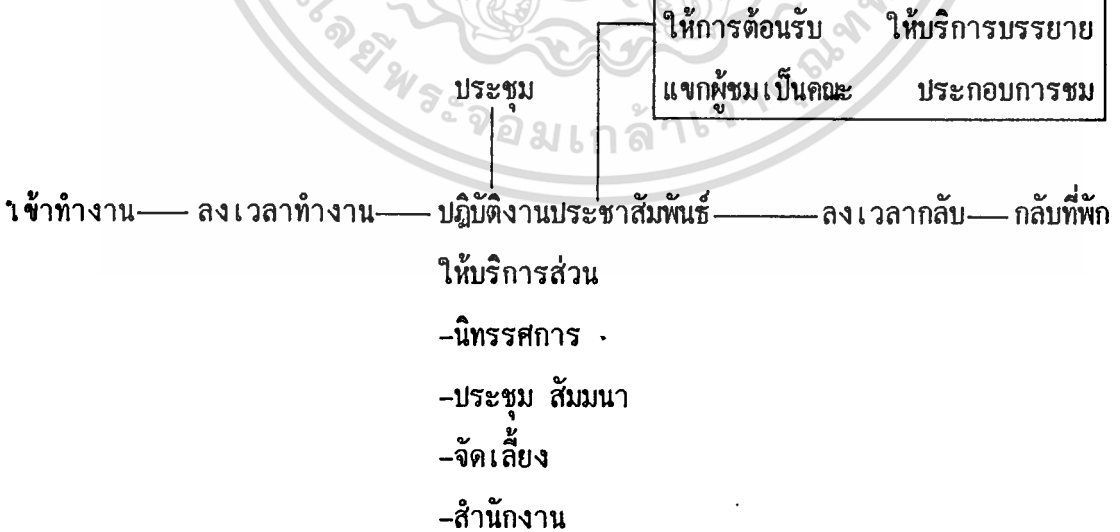 ให้การต้อนรับ ให้บริการบรรยาย
แขกผู้ชมเป็นคณะ ประกอบการชม
ประชุม
เข้าทำงาน ลงเวลาทำงาน ปฏิบัติงานประชาสัมพันธ์ ลงเวลากลับ กลับที่พัก
ให้บริการส่วน
-นิทรรศการ
-ประชุม สัมมนา
-จัดเลี้ยง
-สำนักงาน